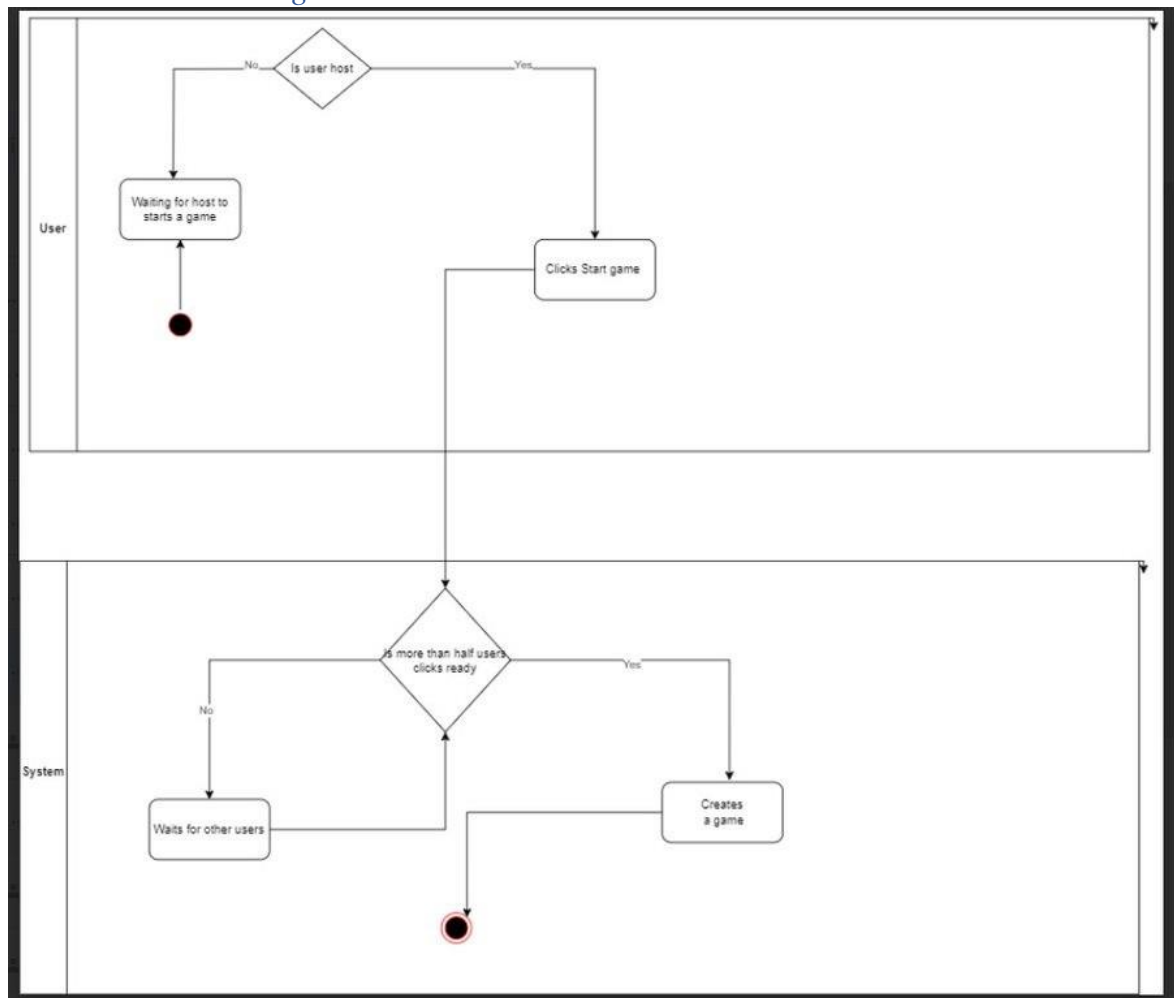 No
Is user host
Yes
Waiting for host to
starts a game
User
Clicks Start game
Is more than half users
clicks ready
Yes
No
System
Waits for other users
Creates
a game